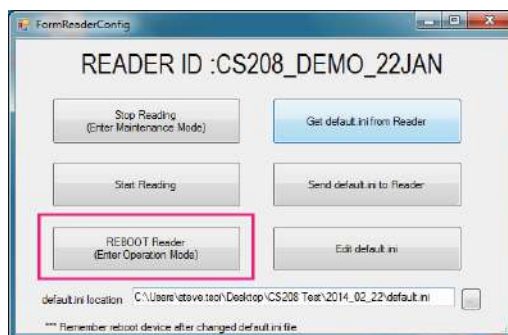 FormReaderConfig
READER ID :CS208_DEMO_22JAN
Stop Reading
(Enter Maintenance Mode)
Get default.ini from Reader
Start Reading
Send default.ini to Reader
REBOOT Reader
(Enter Operation Mode)
Edit default.ini
default.ini location C:\Users\steve.tsoi\Desktop\CS208 Test\2014_02_22\default.ini
*** Remember reboot device after changed default.ini file